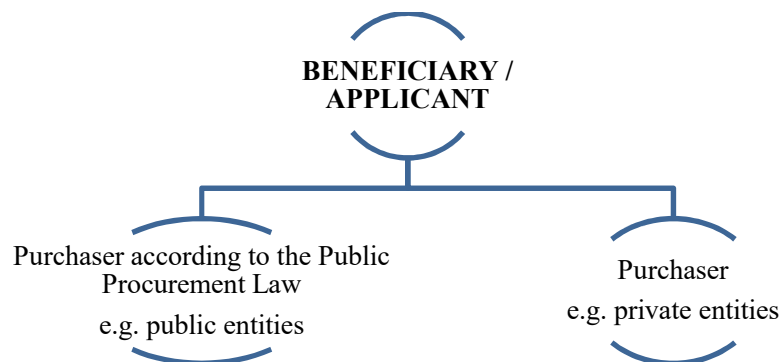 BENEFICIARY /
APPLICANT
Purchaser according to the Public
Procurement Law
e.g. public entities
Purchaser
e.g. private entities